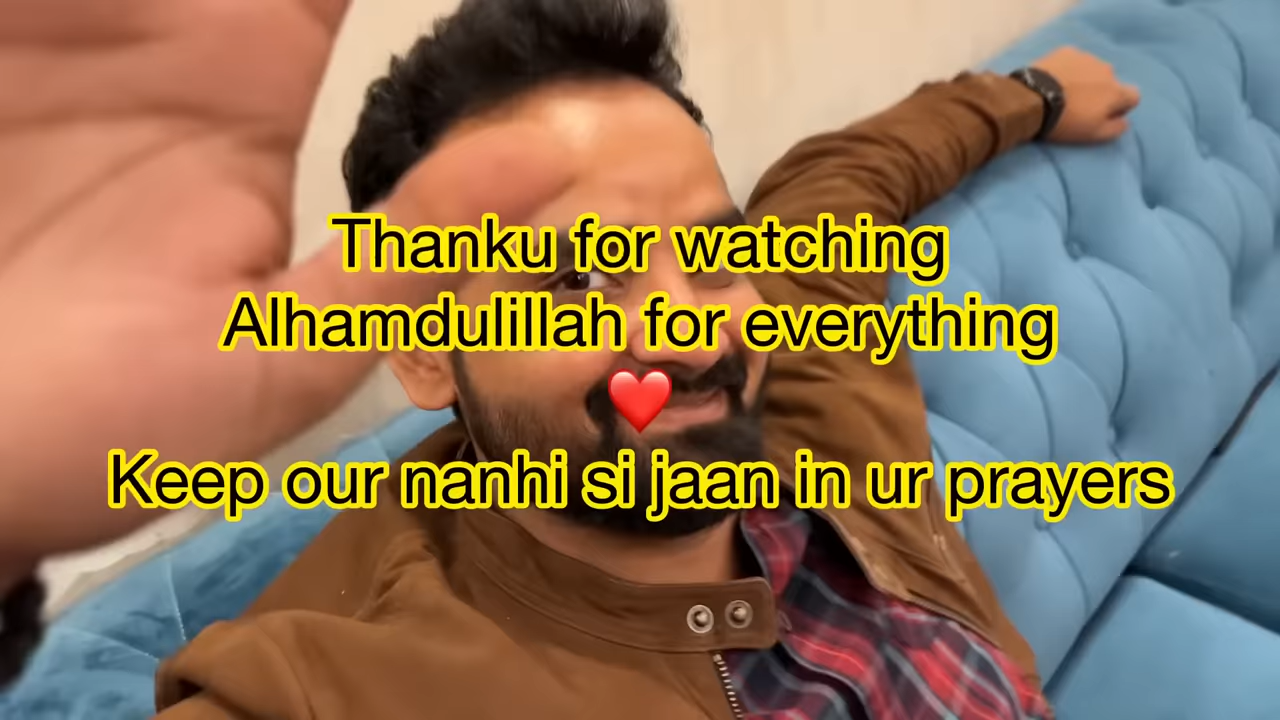 Thanku for watching
Alhamdulillah for everything
❤️
Keep our nanhi si jaan in ur prayers